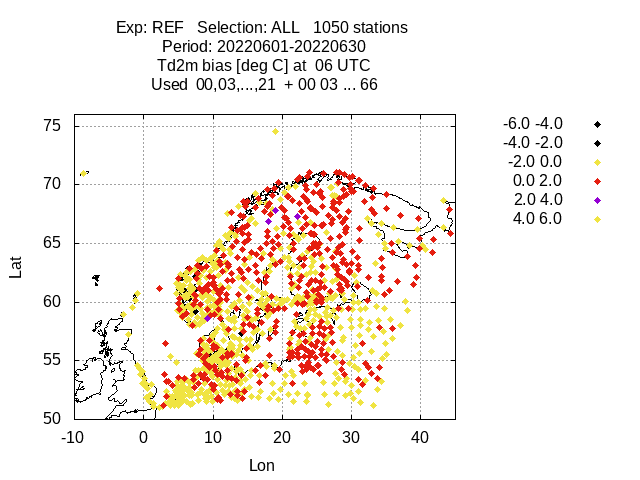 Exp: REF   Selection: ALL   1050 stations
Period: 20220601-20220630
Td2m bias [deg C] at  06 UTC
Used  00,03,...,21  + 00 03 ... 66
-6.0 -4.0
-4.0 -2.0
-2.0 0.0
0.0 2.0
2.0 4.0
4.0 6.0
75
70
65
60
55
50
Lat
-10 0 10 20 30 40
Lon